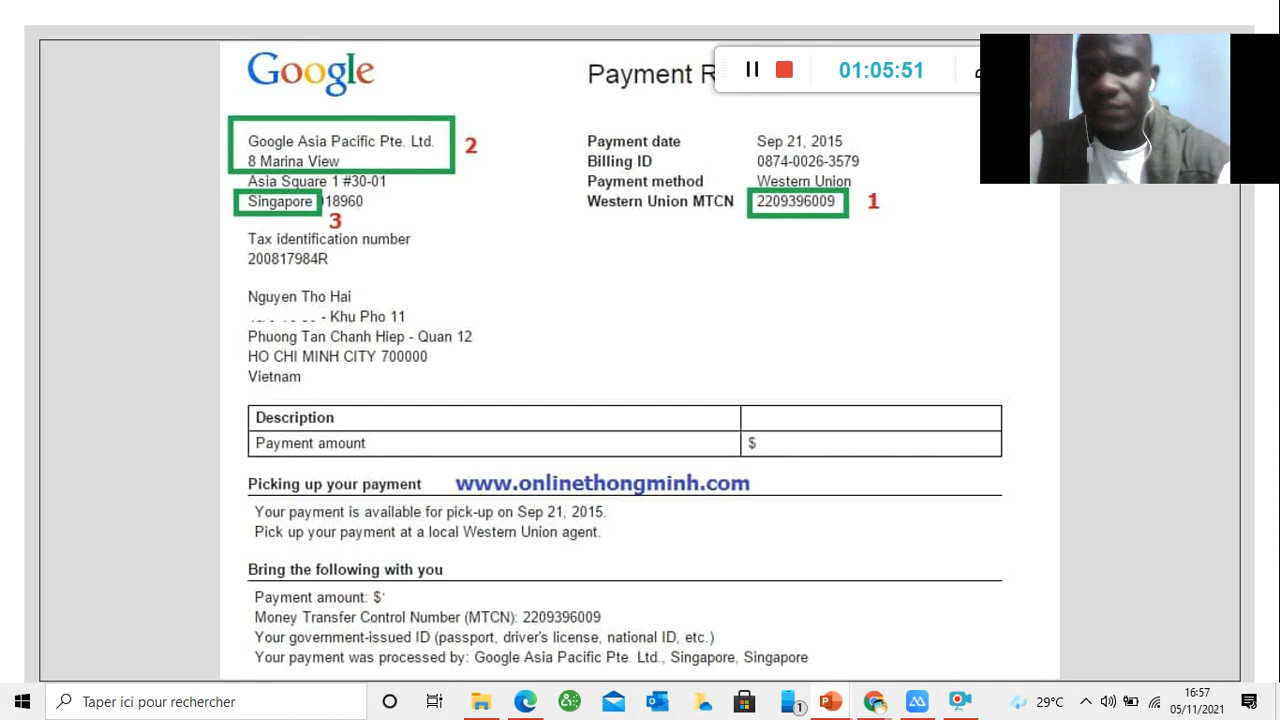 Google
Payment R
01:05:51
Google Asia Pacific Pte. Ltd.
2
8 Marina View
Asia Square 1 #30-01
Singapore 18960
3
Payment date Sep 21, 2015
Billing ID 0874-0026-3579
Payment method Western Union
Western Union MTCN 2209396009
1
Tax identification number
200817984R
Nguyen Tho Hai
- Khu Pho 11
Phuong Tan Chanh Hiep - Quan 12
HO CHI MINH CITY 700000
Vietnam
Description
Payment amount $
Picking up your payment www.onlinethongminh.com
Your payment is available for pick-up on Sep 21, 2015.
Pick up your payment at a local Western Union agent.
Bring the following with you
Payment amount: $
Money Transfer Control Number (MTCN): 2209396009
Your government-issued ID (passport, driver's license, national ID, etc.)
Your payment was processed by: Google Asia Pacific Pte. Ltd., Singapore, Singapore
Taper ici pour rechercher
1
29°C
16:57
05/11/2021